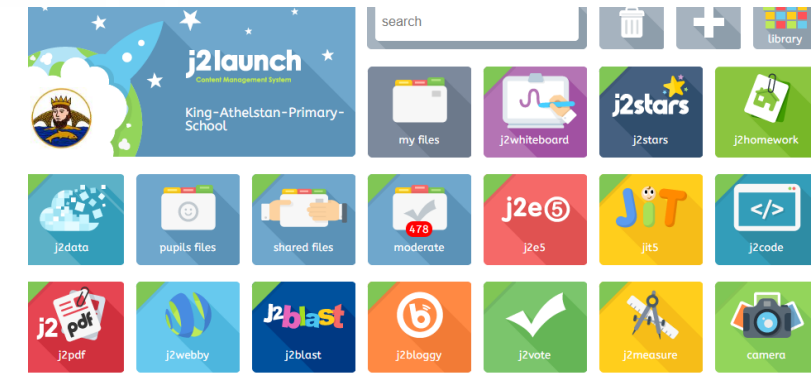 search
library
j2launch
Content Management System
King-Athelstan-Primary-
School
my files
j2whiteboard
j2stars
j2stars
j2homework
j2data
pupils files
shared files
478
moderate
j2e5
j2e5
JIT
jit5
</>
j2code
j2 pdf
j2pdf
j2webby
J2blast
j2blast
b
j2bloggy
j2vote
j2measure
camera